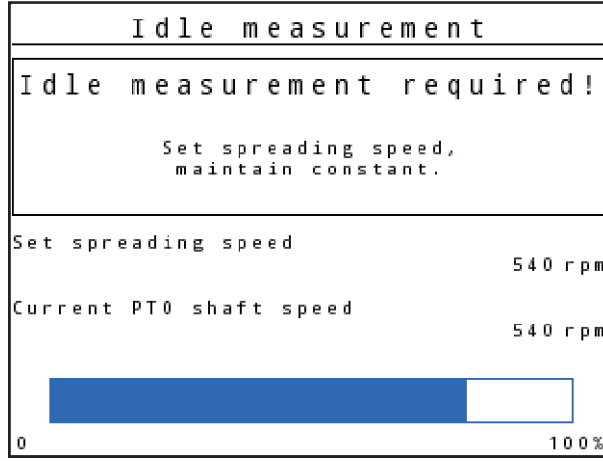 Idle measurement
Idle measurement required!
Set spreading speed,
maintain constant.
Set spreading speed
540 rpm
Current PTO shaft speed
540 rpm
0 100%